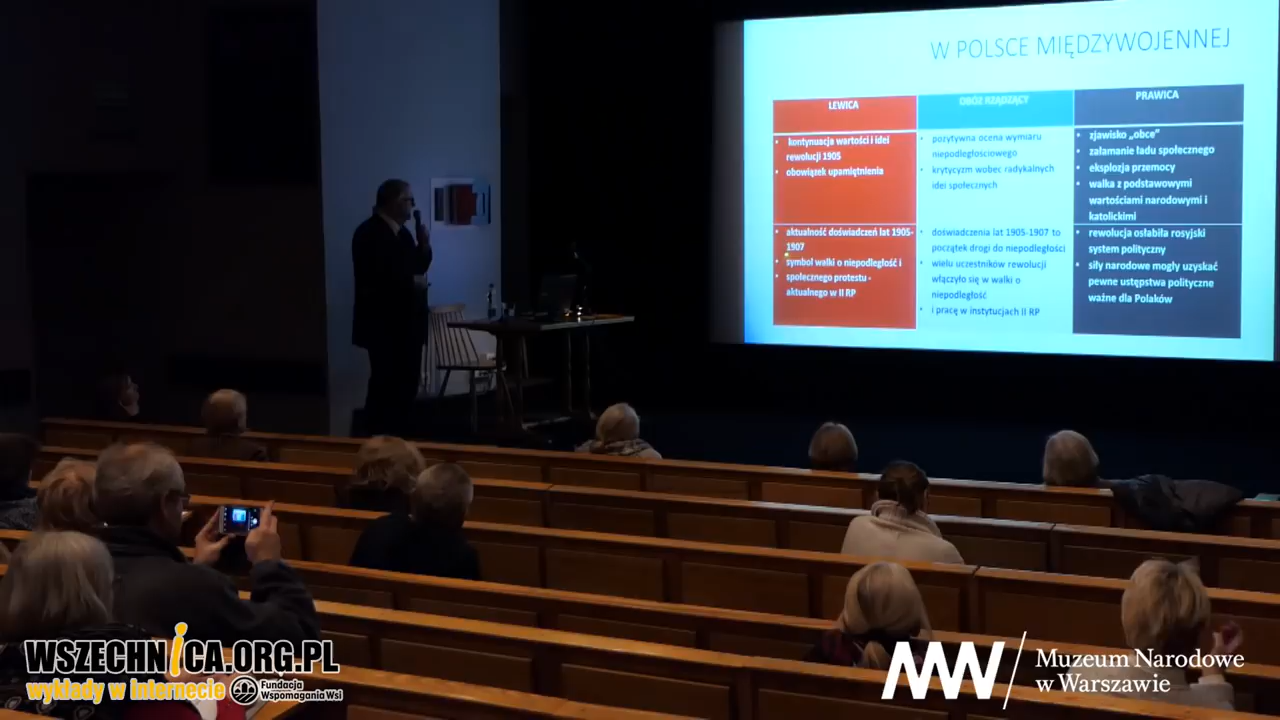 W POLSCE MIĘDZYWOJENNEJ
LEWICA
• kontynuacja wartości i idei
rewolucji 1905
• obowiązek upamiętnienia
• aktualność doświadczeń lat 1905-
1907
• symbol walki o niepodległość i
• społecznego protestu -
aktualnego w II RP
OBÓZ RZĄDZĄCY
• pozytywna ocena wymiaru
niepodległościowego
• krytycyzm wobec radykalnych
idei społecznych
• doświadczenia lat 1905-1907 to
początek drogi do niepodległości
• wielu uczestników rewolucji
włączyło się w walki o
niepodległość
• i pracę w instytucjach II RP
PRAWICA
• zjawisko „obce"
• załamanie ładu społecznego
• eksplozja przemocy
• walka z podstawowymi
wartościami narodowymi i
katolickimi
• rewolucja osłabiła rosyjski
system polityczny
• siły narodowe mogły uzyskać
pewne ustępstwa polityczne
ważne dla Polaków
WSZECHNICA.ORG.PL
wykłady w internecie
Fundacja
Wspomagania Wsi
Muzeum Narodowe
w Warszawie